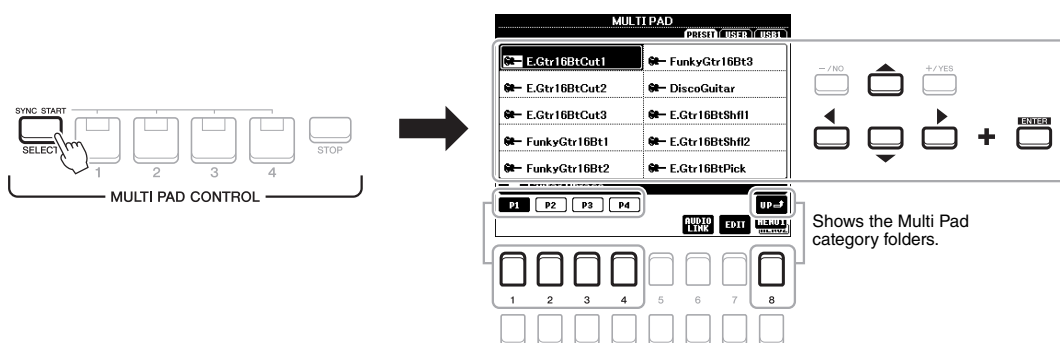 SYNC START
SELECT
1 2 3 4
STOP
MULTI PAD CONTROL
MULTI PAD
PRESET USER USB1
E.Gtr16BtCut1
FunkyGtr16Bt3
E.Gtr16BtCut2
DiscoGuitar
E.Gtr16BtCut3
E.Gtr16BtShfl1
FunkyGtr16Bt1
E.Gtr16BtShfl2
FunkyGtr16Bt2
E.Gtr16BtPick
P1 P2 P3 P4
UP
AUDIO LINK
EDIT
MENU1
MENU2
1 2 3 4 5 6 7 8
-/NO
+/YES
+
ENTER
Shows the Multi Pad
category folders.